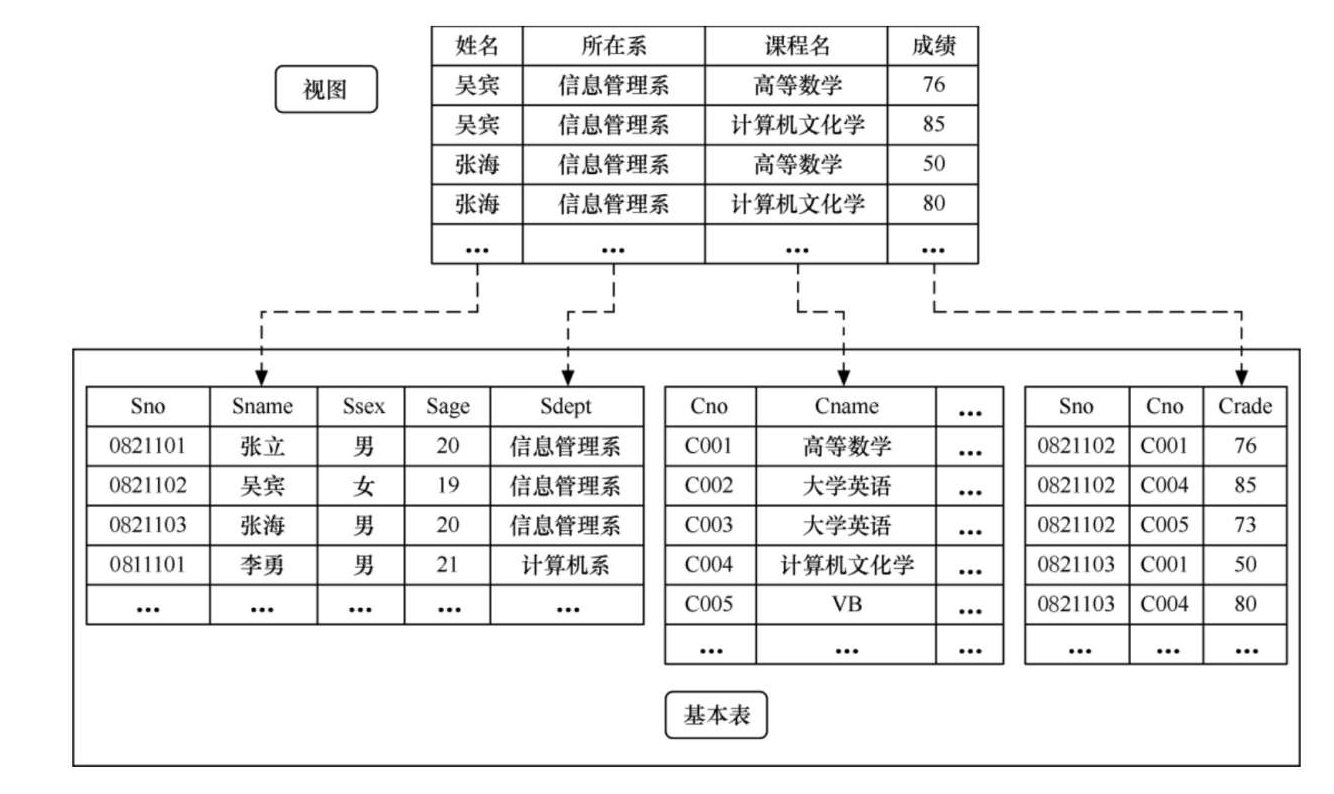 视图
姓名 所在系 课程名 成绩
吴宾 信息管理系 高等数学 76
吴宾 信息管理系 计算机文化学 85
张海 信息管理系 高等数学 50
张海 信息管理系 计算机文化学 80
... ... ... ...
Sno Sname Ssex Sage Sdept
0821101 张立 男 20 信息管理系
0821102 吴宾 女 19 信息管理系
0821103 张海 男 20 信息管理系
0811101 李勇 男 21 计算机系
... ... ... ... ...
Cno Cname ...
C001 高等数学 ...
C002 大学英语 ...
C003 大学英语 ...
C004 计算机文化学 ...
C005 VB ...
... ... ...
Sno Cno Crade
0821102 C001 76
0821102 C004 85
0821102 C005 73
0821103 C001 50
0821103 C004 80
... ... ...
基本表